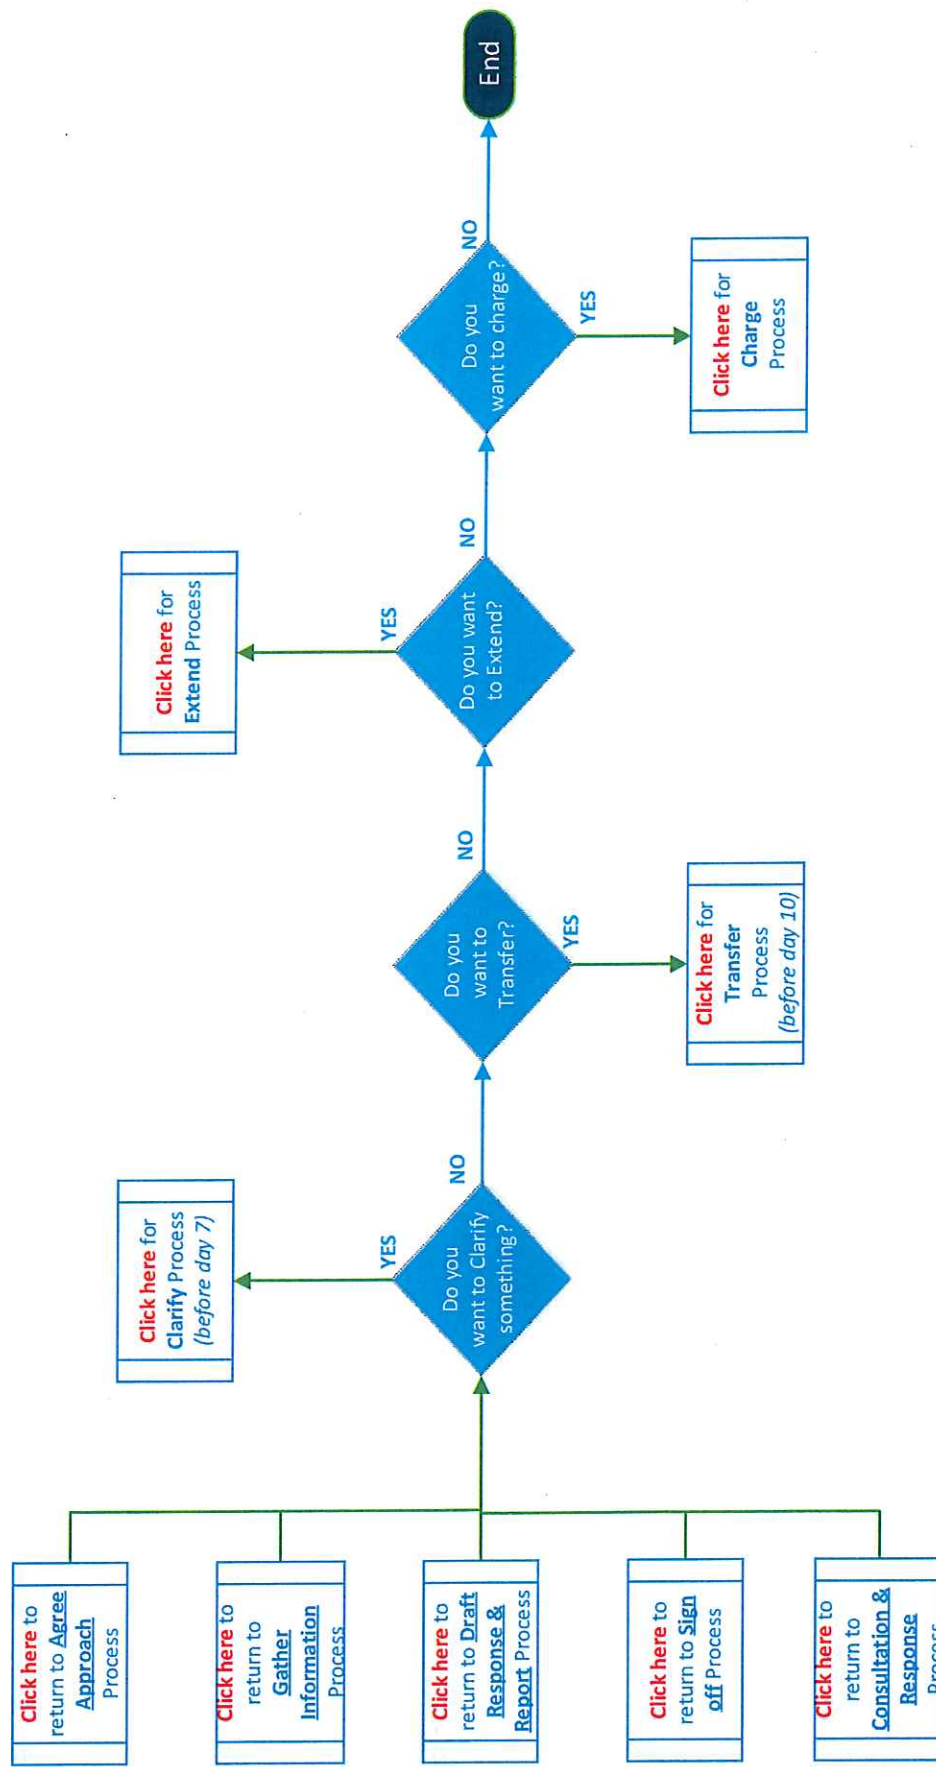 Click here to
return to Agree
Approach
Process
Click here to
return to
Gather
Information
Process
Click here to
return to Draft
Response &
Report Process
Click here to
return to Sign
off Process
Click here to
return to
Consultation &
Response
Process
Click here for
Clarify Process
(before day 7)
YES
Do you
want to Clarify
something?
NO
Do you
want to
Transfer?
YES
Click here for
Transfer
Process
(before day 10)
NO
Click here for
Extend Process
YES
Do you want
to Extend?
NO
Do you
want to charge?
YES
Click here for
Charge
Process
NO
End